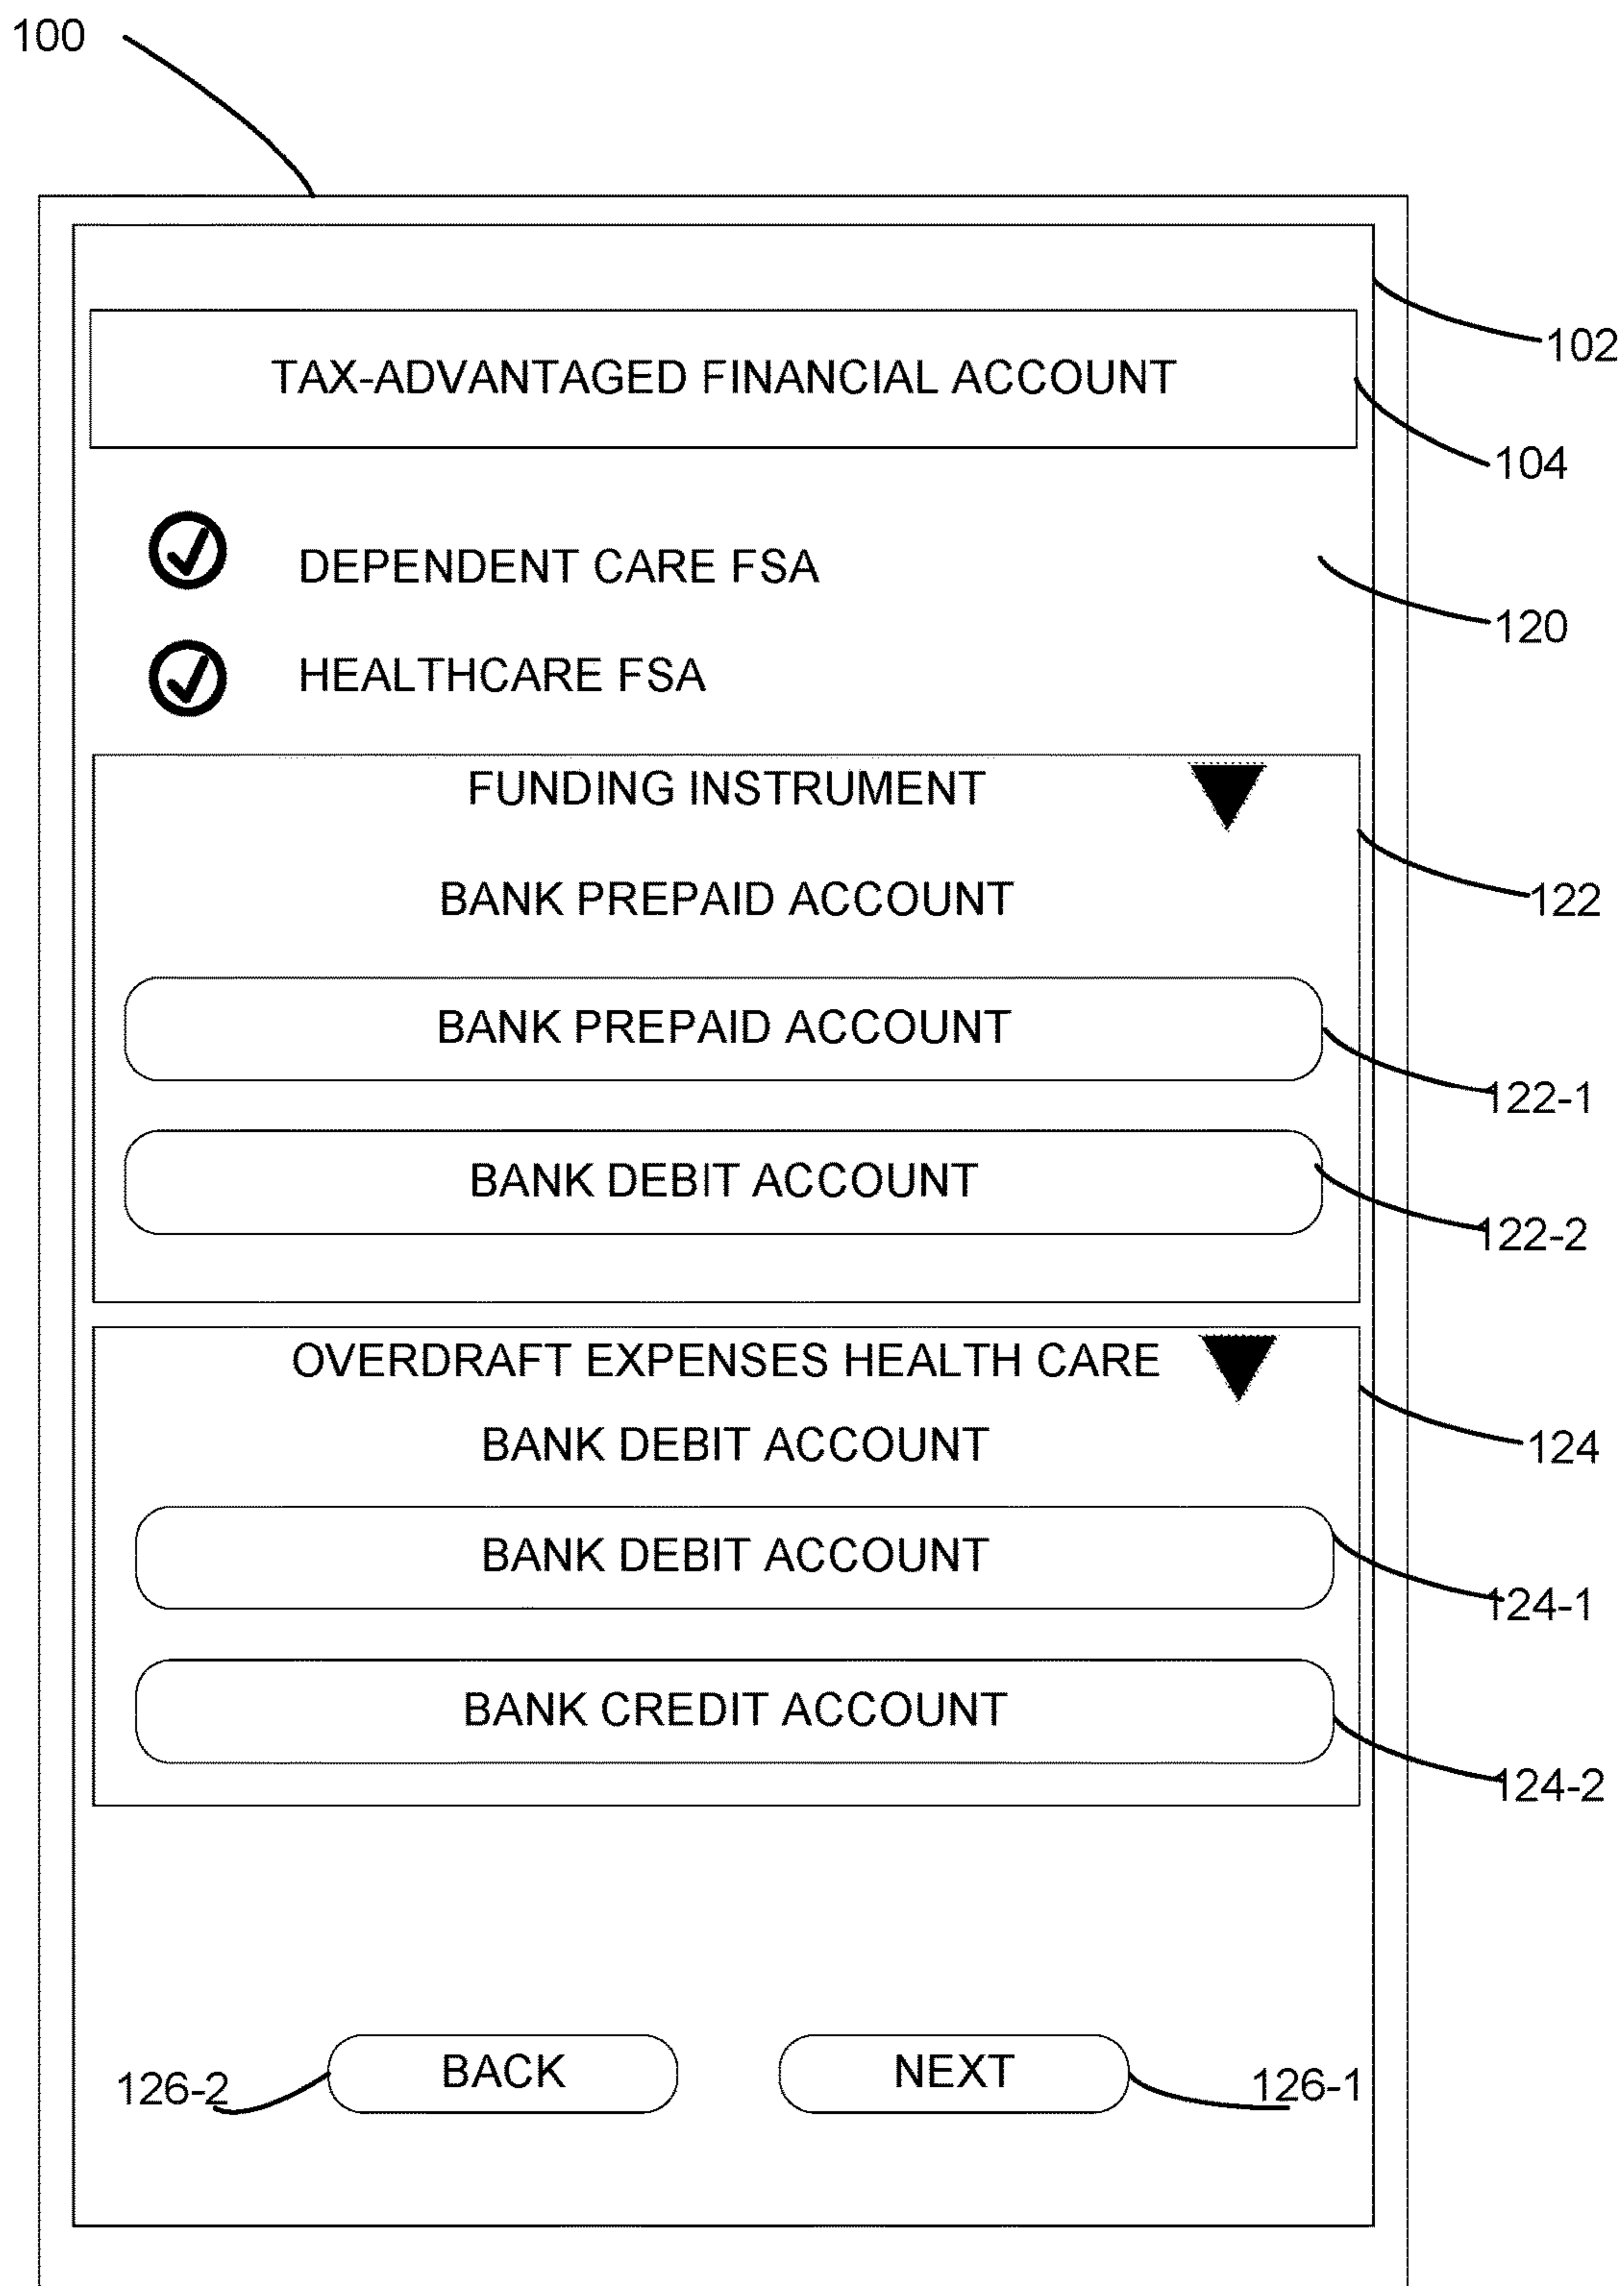 100
102
TAX-ADVANTAGED FINANCIAL ACCOUNT
104
DEPENDENT CARE FSA
120
HEALTHCARE FSA
FUNDING INSTRUMENT
122
BANK PREPAID ACCOUNT
BANK PREPAID ACCOUNT
122-1
BANK DEBIT ACCOUNT
122-2
OVERDRAFT EXPENSES HEALTH CARE
124
BANK DEBIT ACCOUNT
BANK DEBIT ACCOUNT
124-1
BANK CREDIT ACCOUNT
124-2
126-2 BACK NEXT 126-1